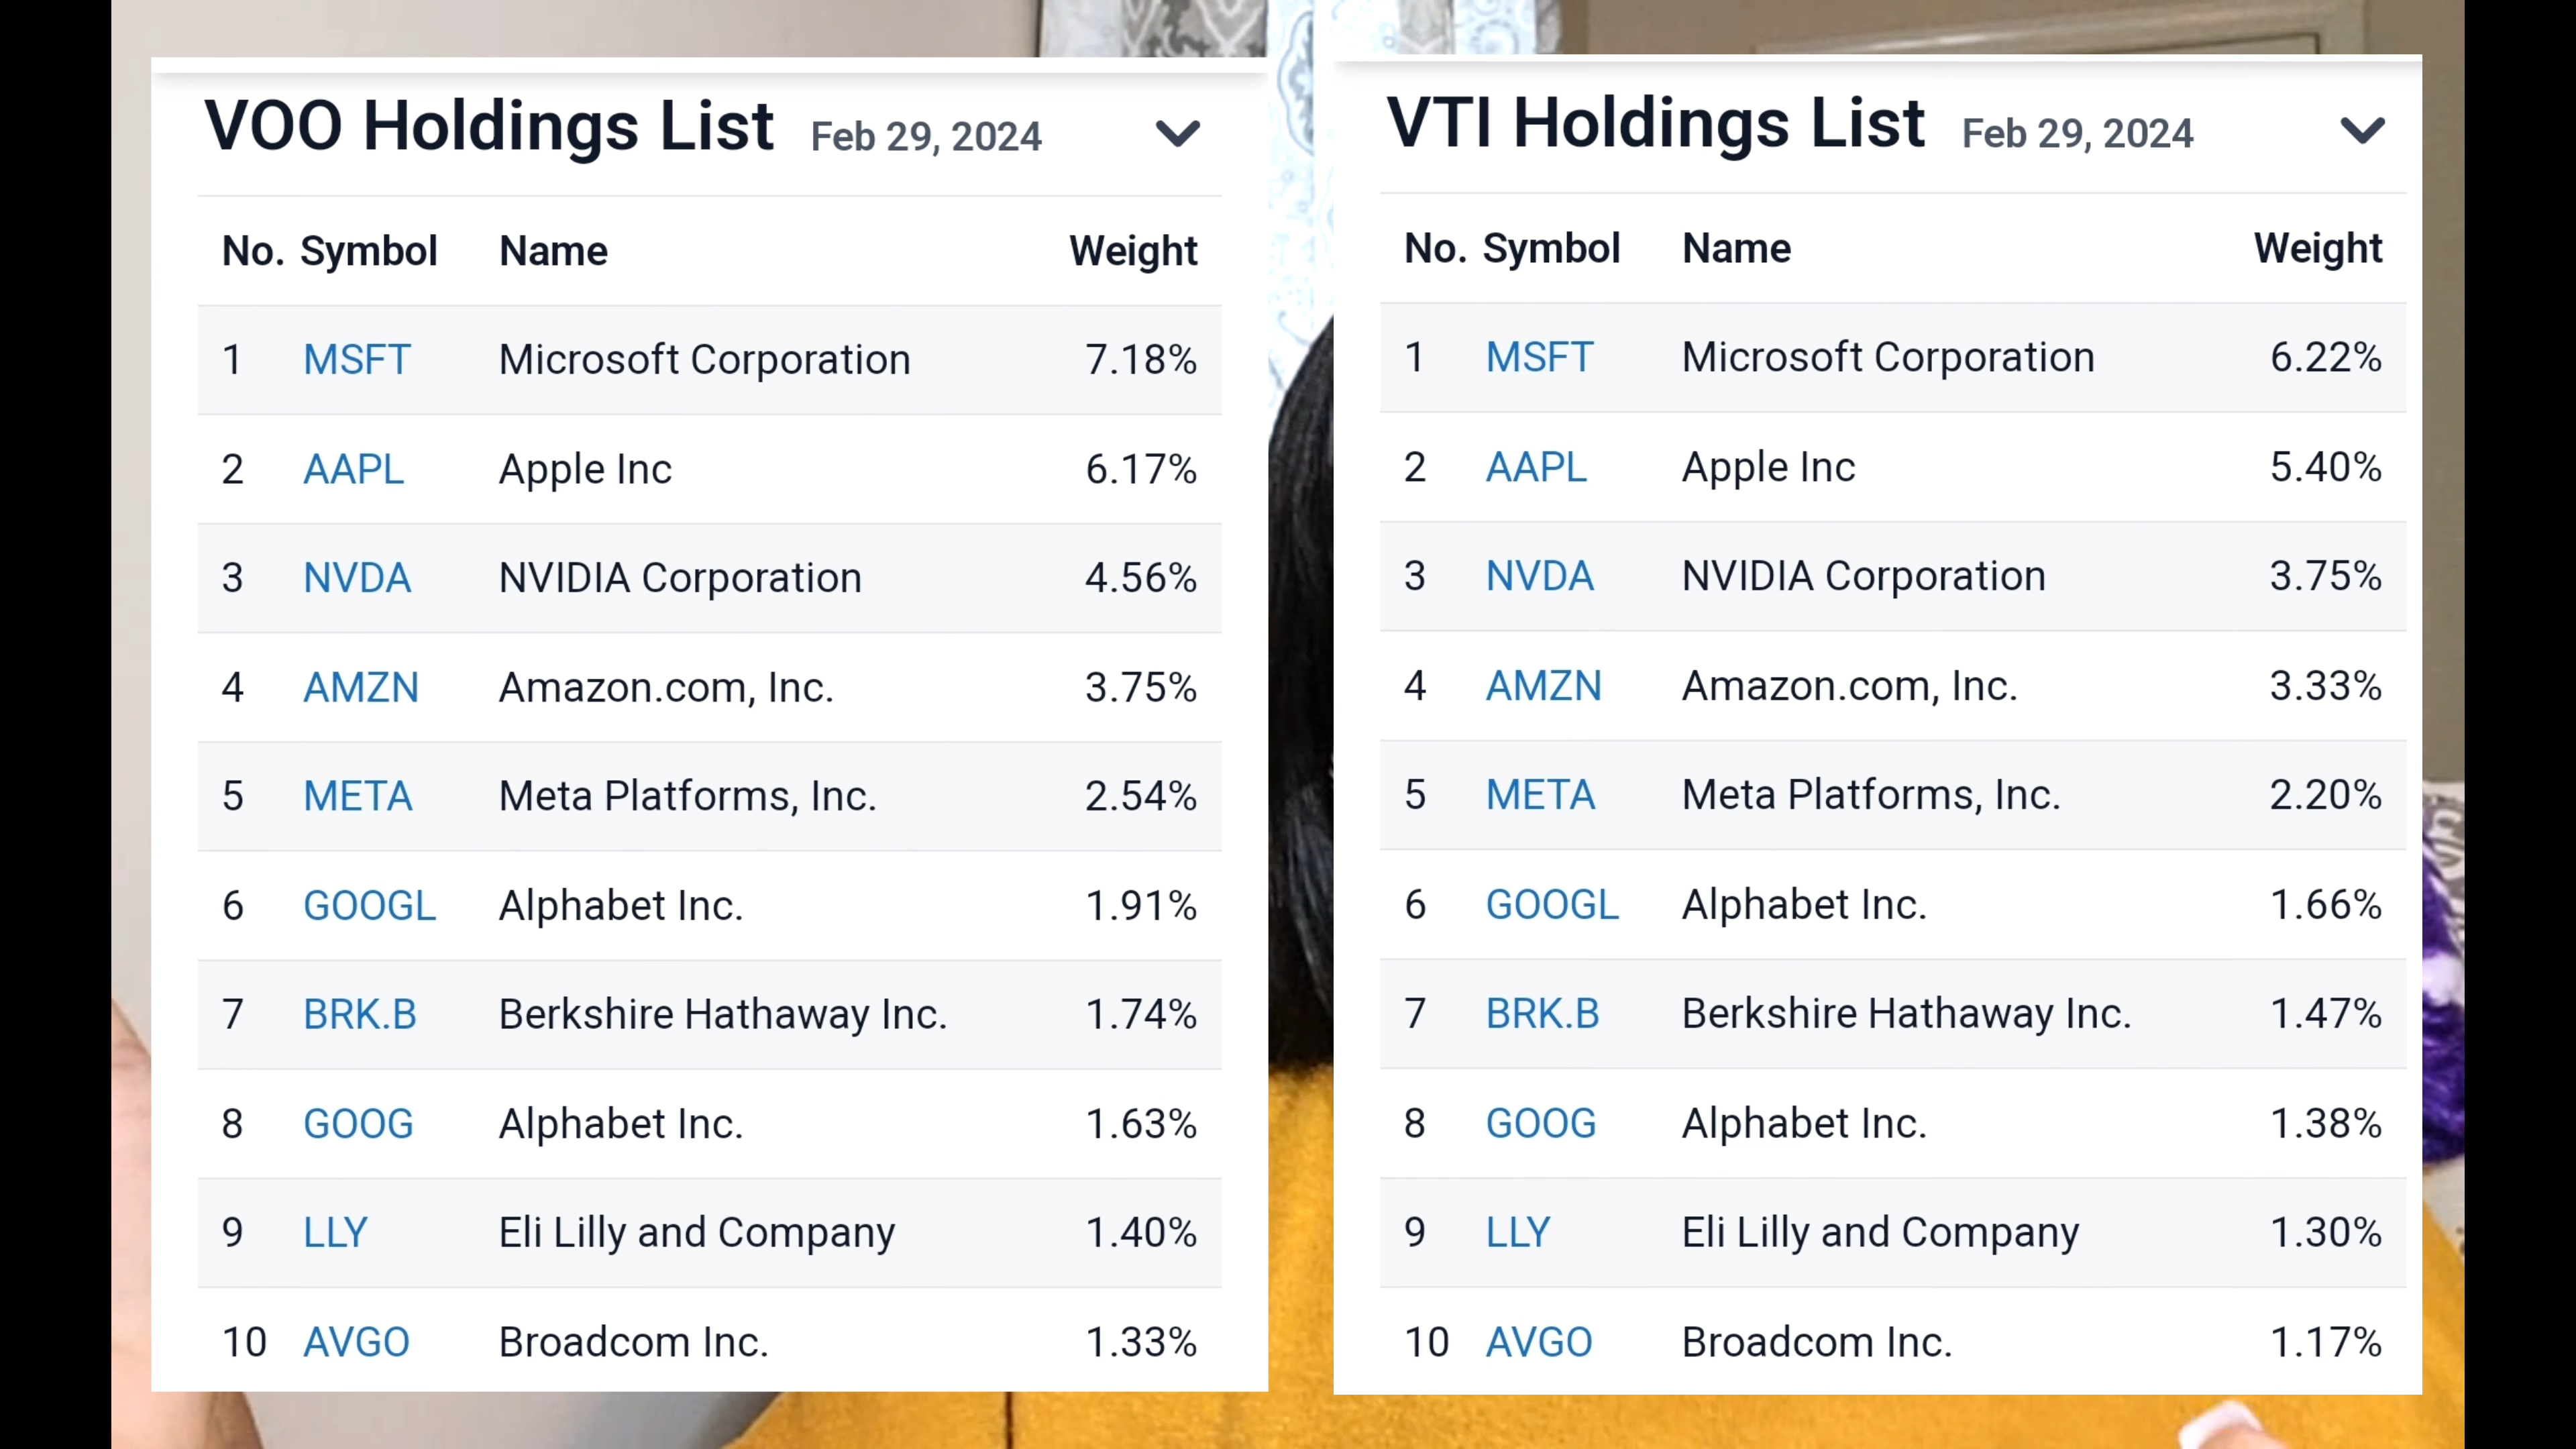 VOO Holdings List Feb 29, 2024
No. Symbol Name Weight
1 MSFT Microsoft Corporation 7.18%
2 AAPL Apple Inc 6.17%
3 NVDA NVIDIA Corporation 4.56%
4 AMZN Amazon.com, Inc. 3.75%
5 META Meta Platforms, Inc. 2.54%
6 GOOGL Alphabet Inc. 1.91%
7 BRK.B Berkshire Hathaway Inc. 1.74%
8 GOOG Alphabet Inc. 1.63%
9 LLY Eli Lilly and Company 1.40%
10 AVGO Broadcom Inc. 1.33%
VTI Holdings List Feb 29, 2024
No. Symbol Name Weight
1 MSFT Microsoft Corporation 6.22%
2 AAPL Apple Inc 5.40%
3 NVDA NVIDIA Corporation 3.75%
4 AMZN Amazon.com, Inc. 3.33%
5 META Meta Platforms, Inc. 2.20%
6 GOOGL Alphabet Inc. 1.66%
7 BRK.B Berkshire Hathaway Inc. 1.47%
8 GOOG Alphabet Inc. 1.38%
9 LLY Eli Lilly and Company 1.30%
10 AVGO Broadcom Inc. 1.17%